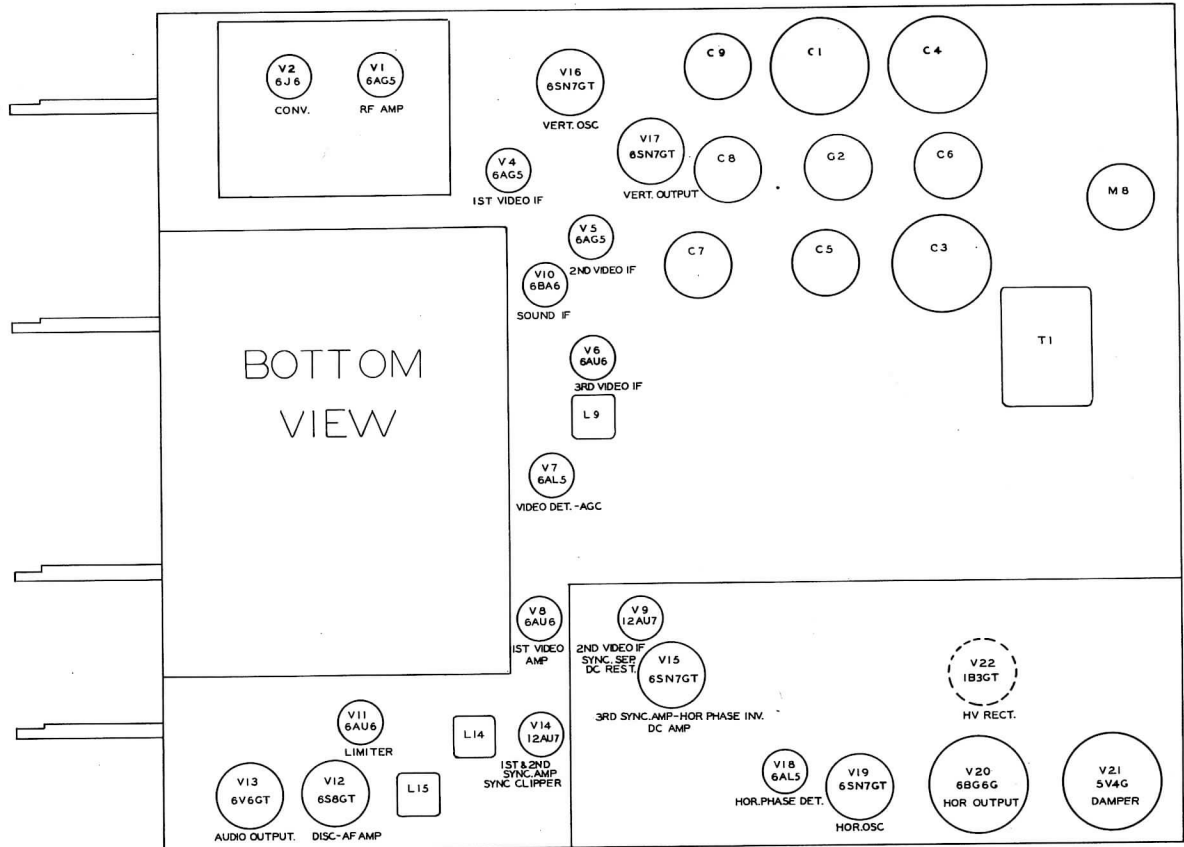 V2
6J6
CONV.
V1
6AG5
RF AMP
V16
6SN7GT
VERT. OSC
C9
C1
C4
V17
6SN7GT
VERT. OUTPUT
C8
G2
C6
M8
V4
6AG5
1ST VIDEO IF
V5
6AG5
2ND VIDEO IF
C7
C5
C3
V10
6BA6
SOUND IF
T1
V6
6AU6
3RD VIDEO IF
BOTTOM
VIEW
L9
V7
6AL5
VIDEO DET.-AGC
V8
6AU6
1ST VIDEO
AMP
V9
12AU7
2ND VIDEO IF
SYNC. SEP.
DC REST.
V15
6SN7GT
3RD SYNC.AMP-HOR PHASE INV.
DC AMP
V22
1B3GT
HV RECT.
V11
6AU6
LIMITER
L14
V14
12AU7
1ST & 2ND
SYNC. AMP
SYNC CLIPPER
V13
6V6GT
AUDIO OUTPUT.
V12
6S8GT
DISC-AF AMP
L15
V18
6AL5
HOR.PHASE DET.
V19
6SN7GT
HOR.OSC
V20
6BG6G
HOR OUTPUT
V21
5V4G
DAMPER